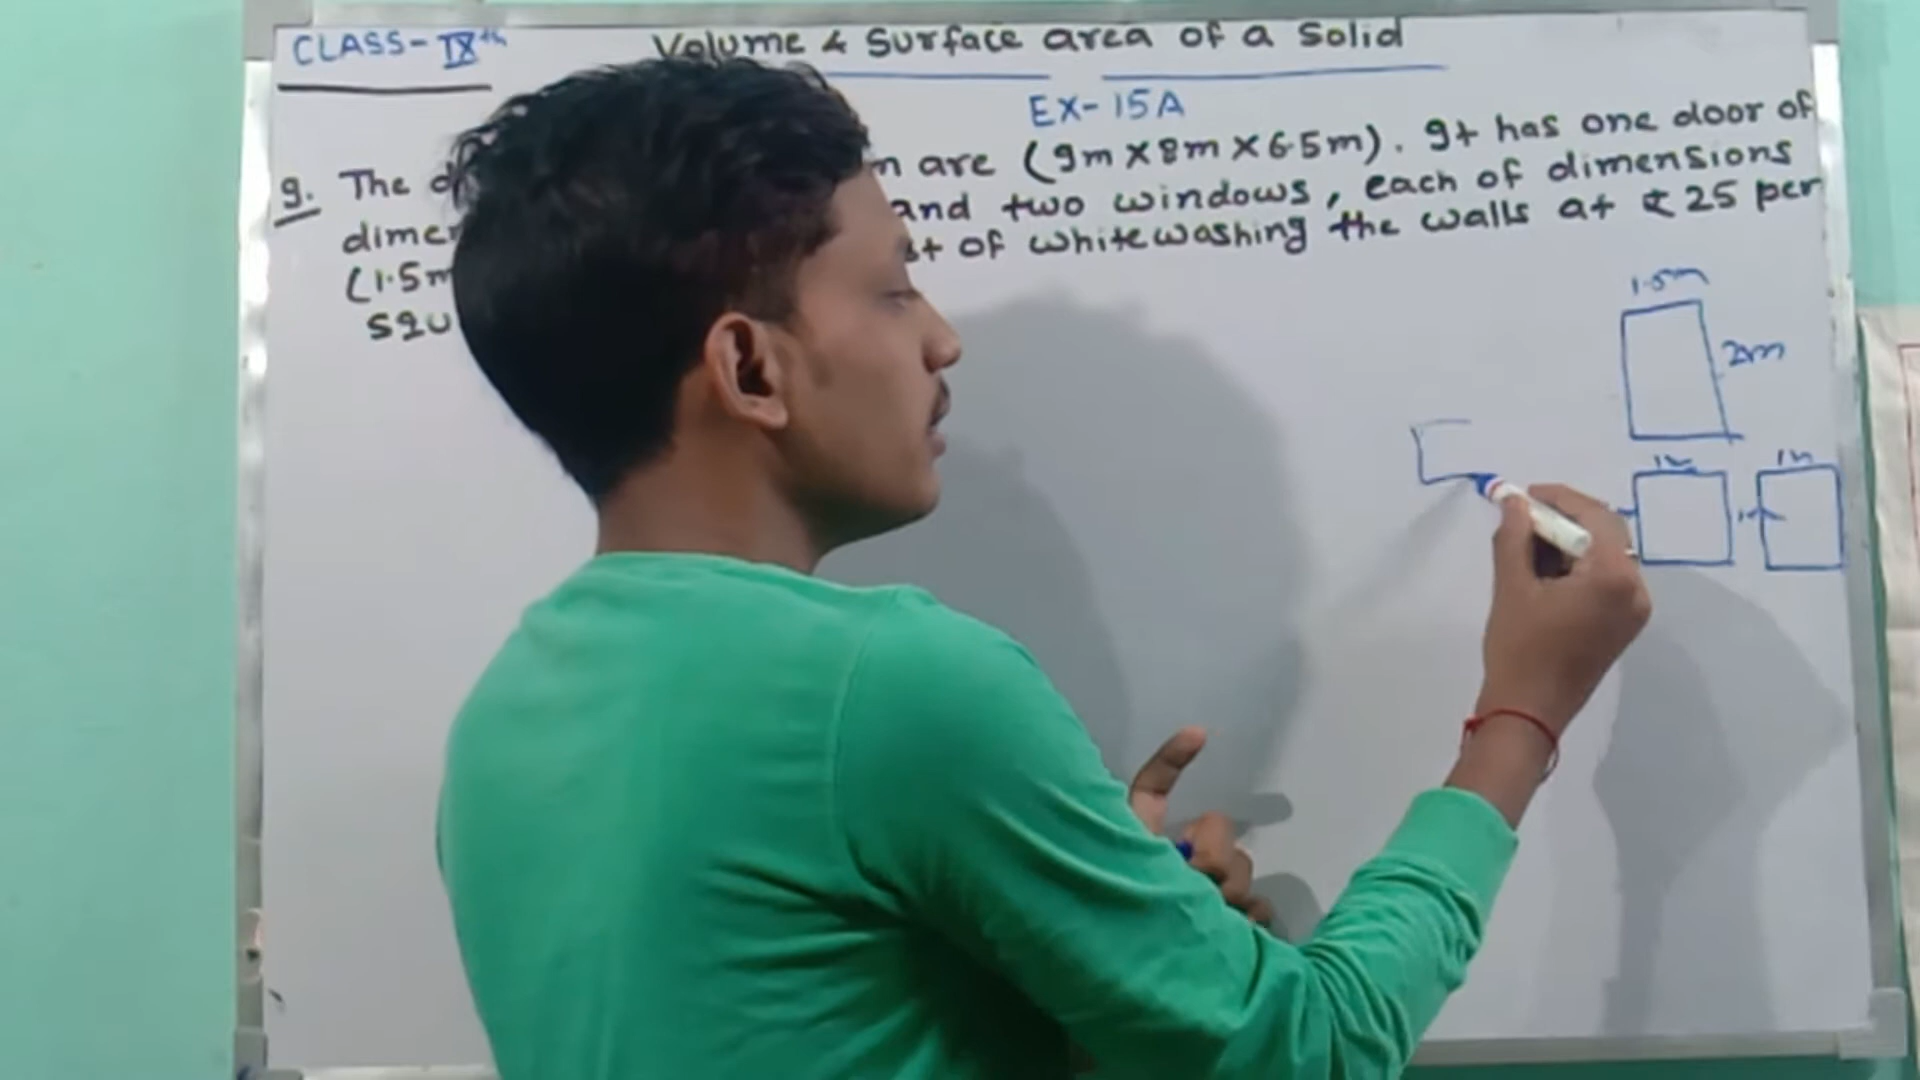 CLASS-IXth
Volume & Surface area of a Solid
EX-15A
9. The are (9m×8m×6.5m). It has one door of
and two windows, each of dimensions
(1.5m of whitewashing the walls at ₹25 per
1.5m
2m
1m
1m